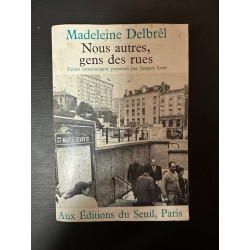 Madeleine Delbrêl
Nous autres,
gens des rues
Textes missionnaires présentés par Jacques Loew
Aux Éditions du Seuil, Paris